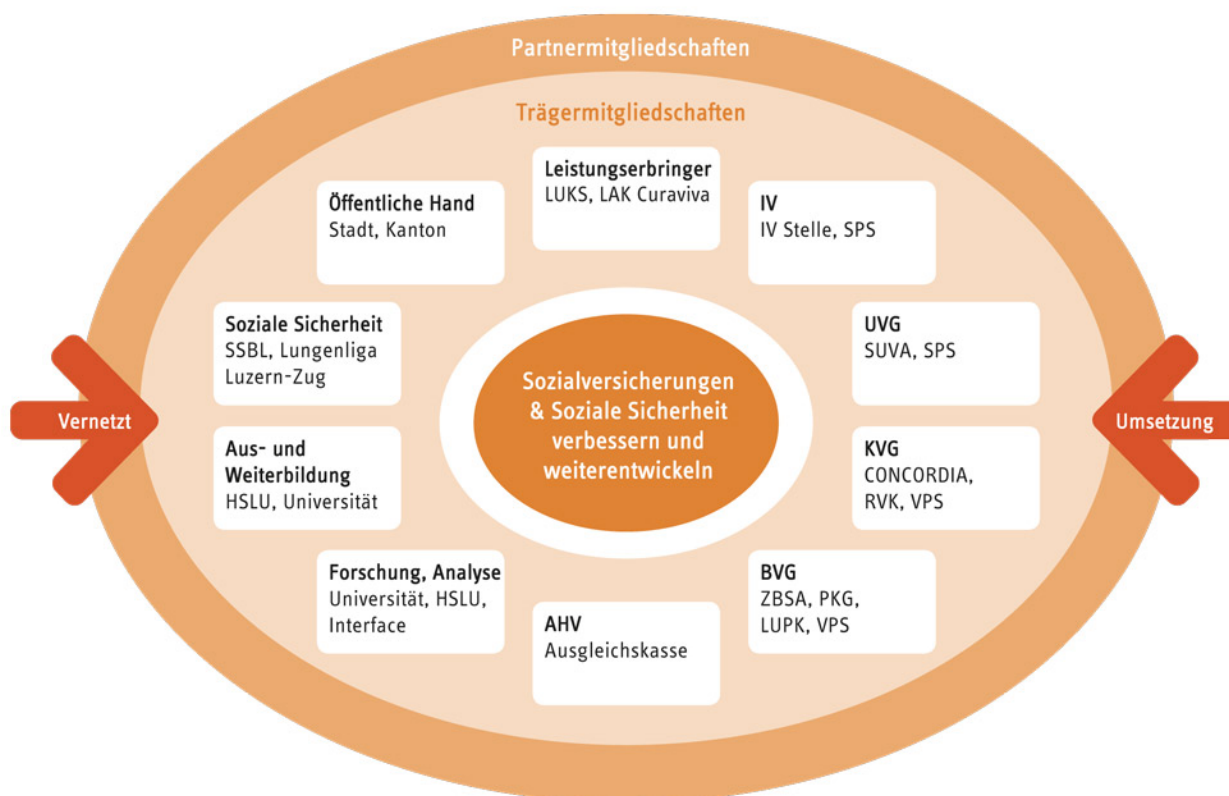 Partnermitgliedschaften
Trägermitgliedschaften
Leistungserbringer
LUKS, LAK Curaviva
Öffentliche Hand
Stadt, Kanton
IV
IV Stelle, SPS
Soziale Sicherheit
SSBL, Lungenliga
Luzern-Zug
UVG
SUVA, SPS
Vernetzt
Sozialversicherungen
& Soziale Sicherheit
verbessern und
weiterentwickeln
Umsetzung
Aus- und
Weiterbildung
HSLU, Universität
KVG
CONCORDIA,
RVK, VPS
Forschung, Analyse
Universität, HSLU,
Interface
AHV
Ausgleichskasse
BVG
ZBSA, PKG,
LUPK, VPS